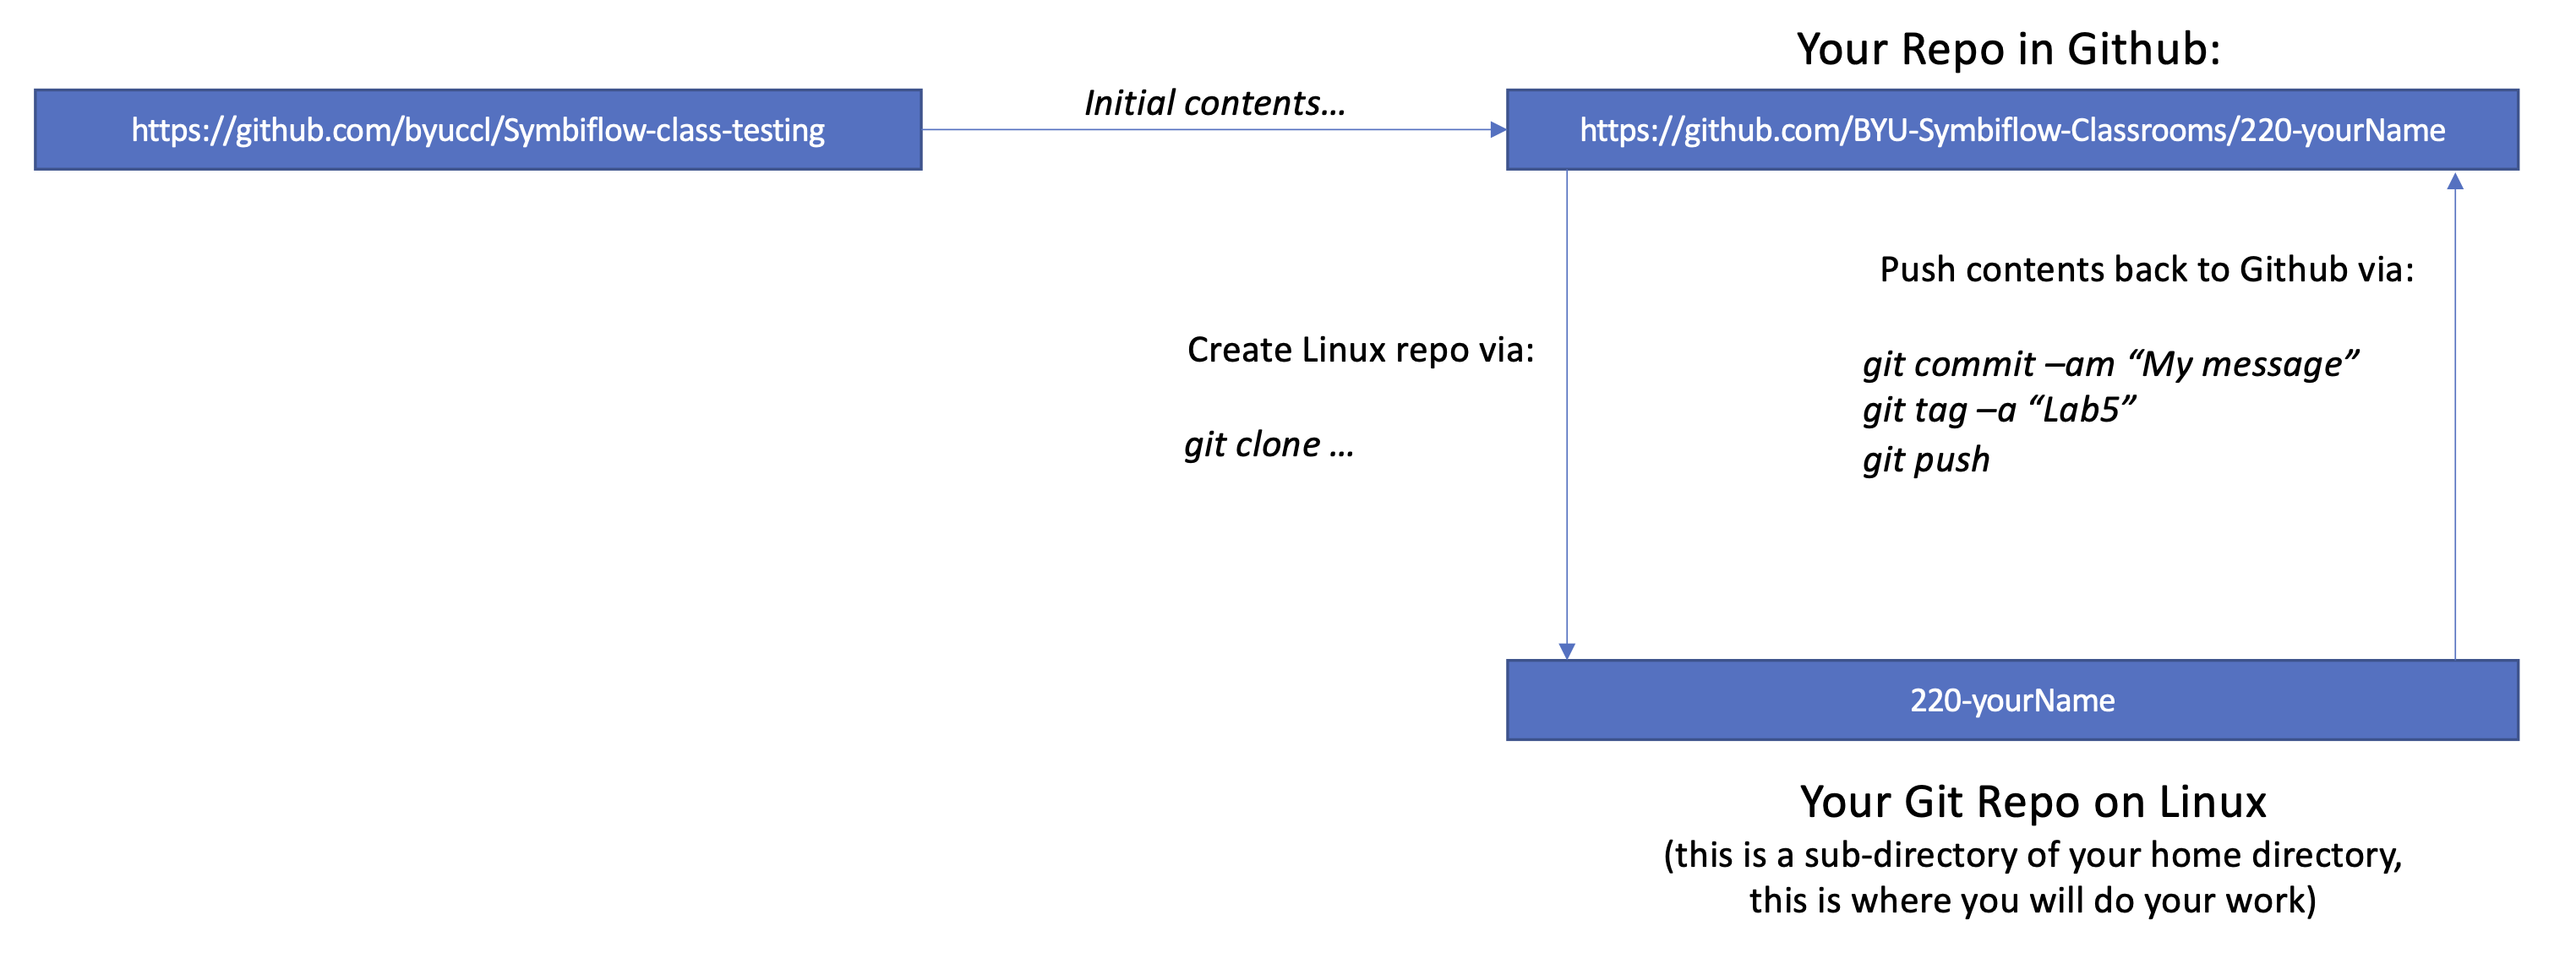 Your Repo in Github:
https://github.com/byuccl/Symbiflow-class-testing
Initial contents…
https://github.com/BYU-Symbiflow-Classrooms/220-yourName
Push contents back to Github via:
Create Linux repo via:
git commit –am “My message”
git tag –a “Lab5”
git clone …
git push
220-yourName
Your Git Repo on Linux
(this is a sub-directory of your home directory,
this is where you will do your work)